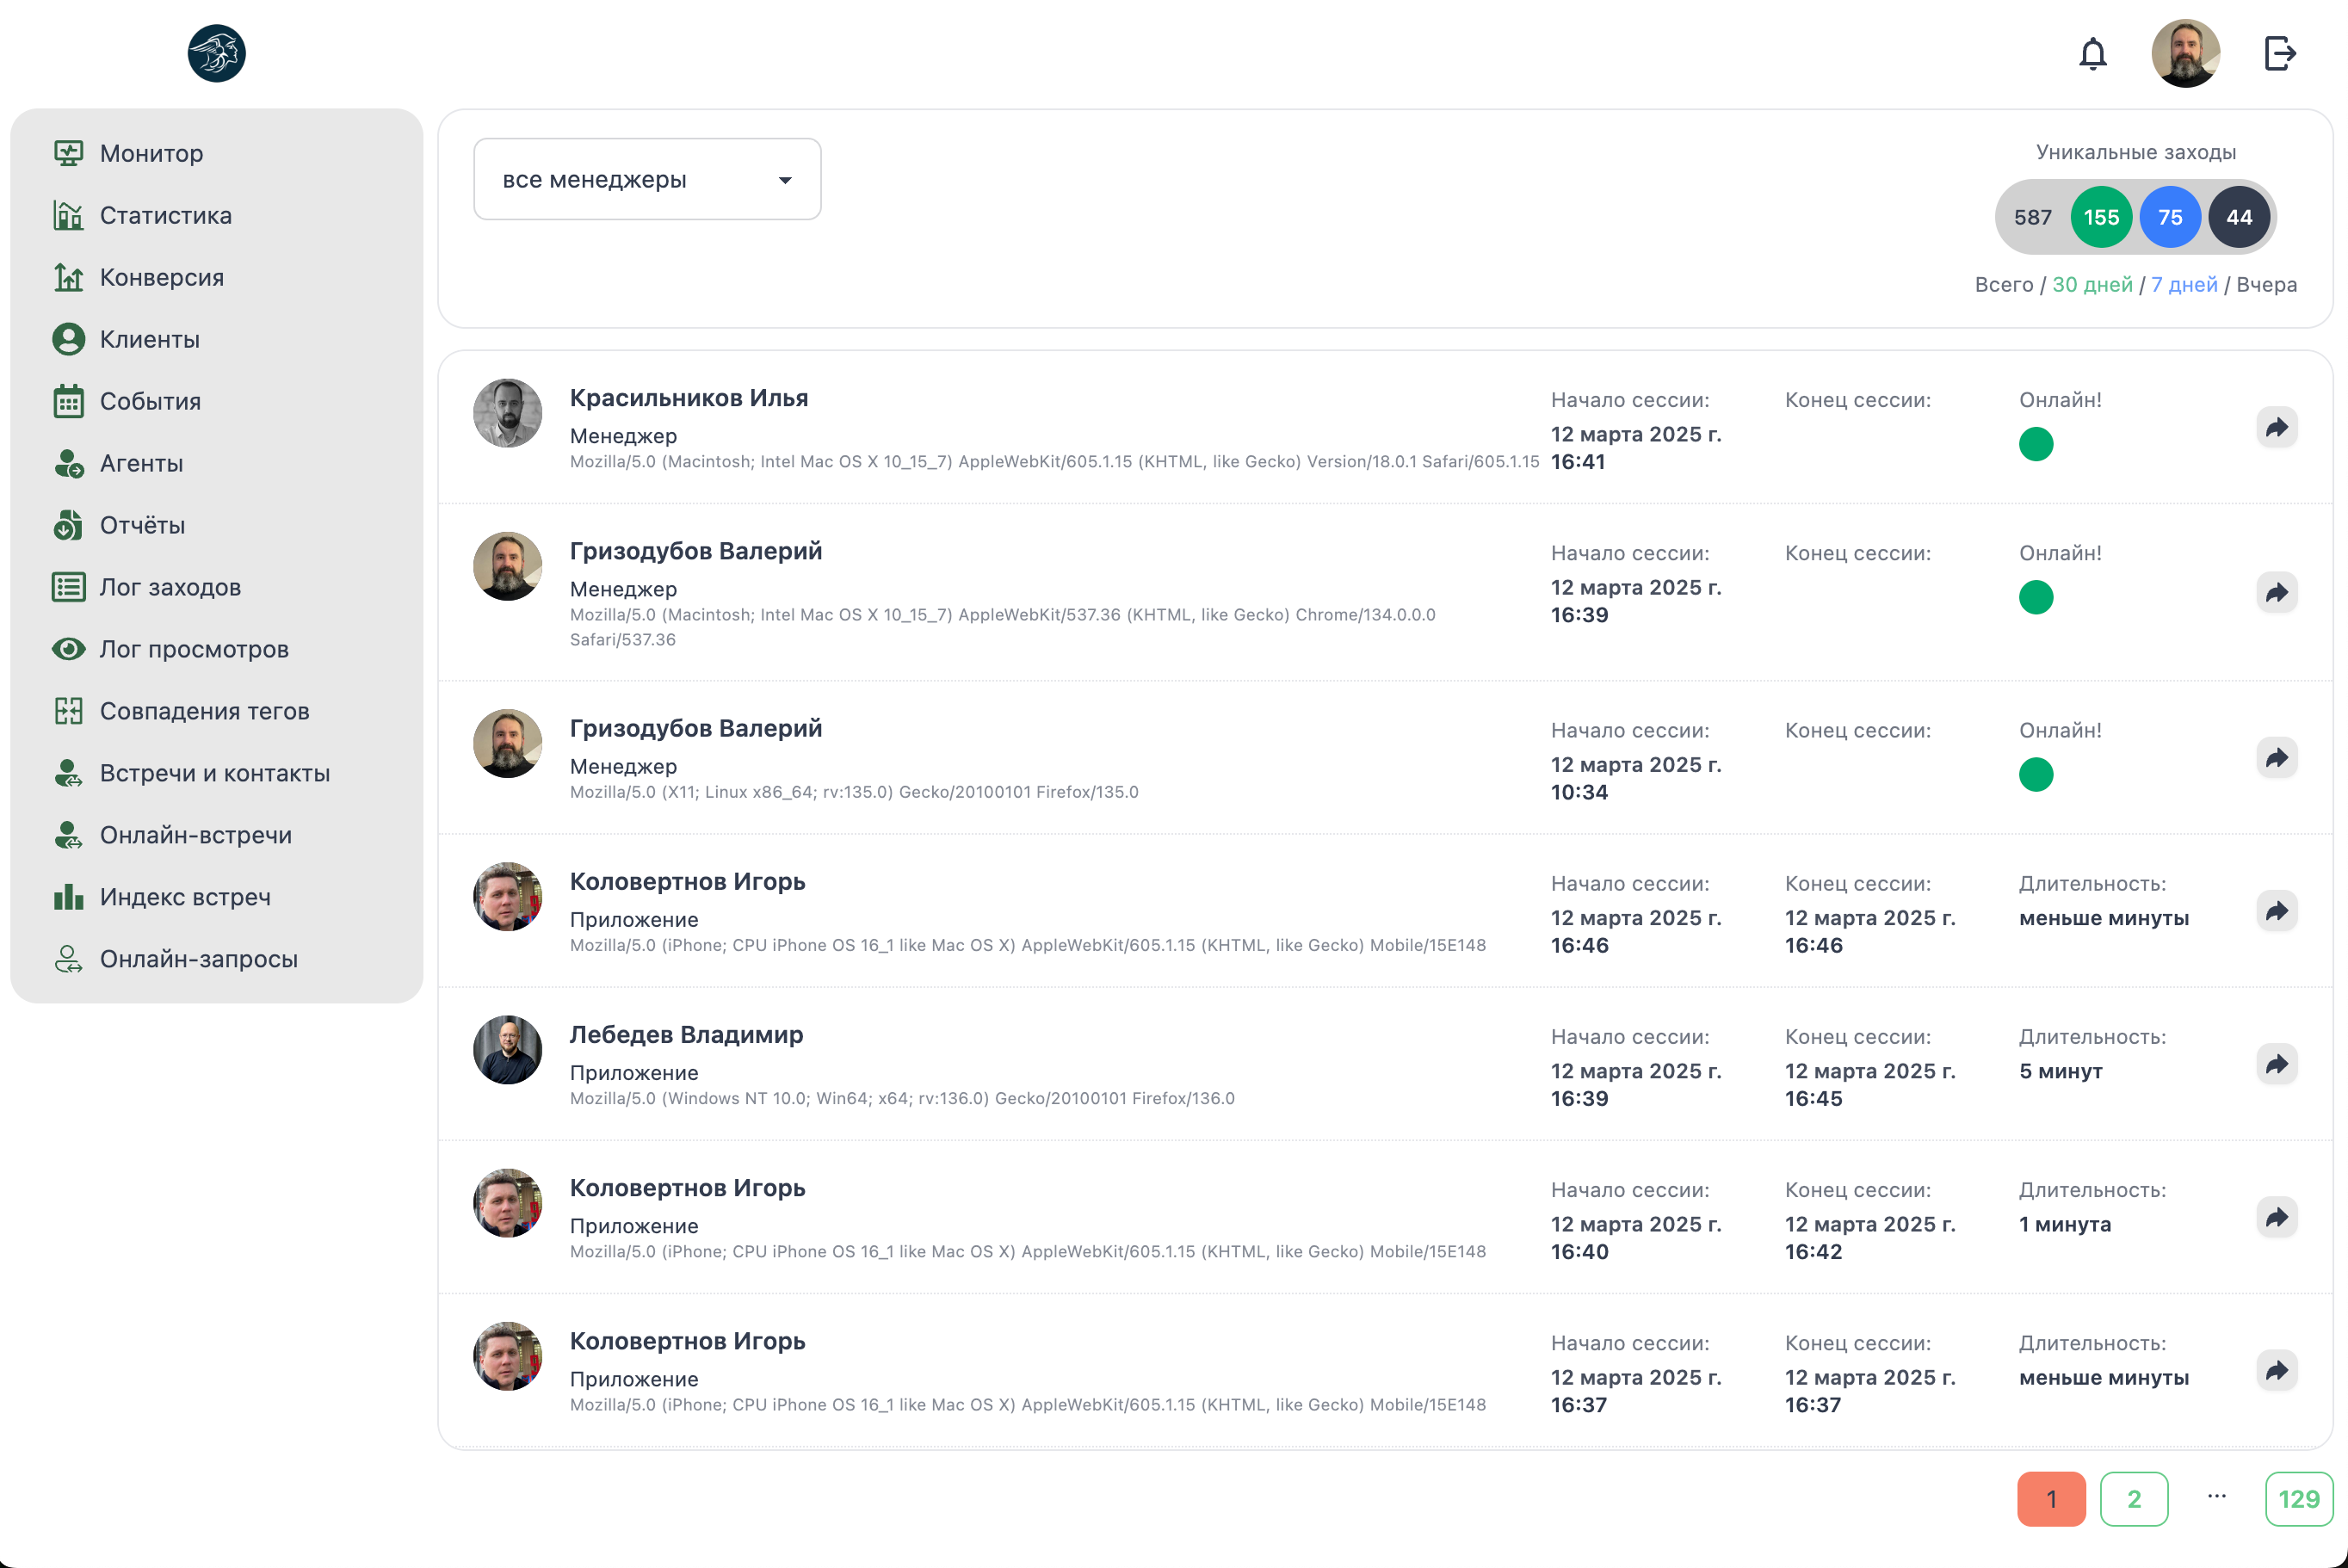 Монитор
Статистика
Конверсия
Клиенты
События
Агенты
Отчёты
Лог заходов
Лог просмотров
Совпадения тегов
Встречи и контакты
Онлайн-встречи
Индекс встреч
Онлайн-запросы
все менеджеры
Уникальные заходы
587 155 75 44
Всего / 30 дней / 7 дней / Вчера
Красильников Илья
Менеджер
Mozilla/5.0 (Macintosh; Intel Mac OS X 10_15_7) AppleWebKit/605.1.15 (KHTML, like Gecko) Version/18.0.1 Safari/605.1.15
Начало сессии:
12 марта 2025 г.
16:41
Конец сессии:
Онлайн!
Гризодубов Валерий
Менеджер
Mozilla/5.0 (Macintosh; Intel Mac OS X 10_15_7) AppleWebKit/537.36 (KHTML, like Gecko) Chrome/134.0.0.0
Safari/537.36
Начало сессии:
12 марта 2025 г.
16:39
Конец сессии:
Онлайн!
Гризодубов Валерий
Менеджер
Mozilla/5.0 (X11; Linux x86_64; rv:135.0) Gecko/20100101 Firefox/135.0
Начало сессии:
12 марта 2025 г.
10:34
Конец сессии:
Онлайн!
Коловертнов Игорь
Приложение
Mozilla/5.0 (iPhone; CPU iPhone OS 16_1 like Mac OS X) AppleWebKit/605.1.15 (KHTML, like Gecko) Mobile/15E148
Начало сессии:
12 марта 2025 г.
16:46
Конец сессии:
12 марта 2025 г.
16:46
Длительность:
меньше минуты
Лебедев Владимир
Приложение
Mozilla/5.0 (Windows NT 10.0; Win64; x64; rv:136.0) Gecko/20100101 Firefox/136.0
Начало сессии:
12 марта 2025 г.
16:39
Конец сессии:
12 марта 2025 г.
16:45
Длительность:
5 минут
Коловертнов Игорь
Приложение
Mozilla/5.0 (iPhone; CPU iPhone OS 16_1 like Mac OS X) AppleWebKit/605.1.15 (KHTML, like Gecko) Mobile/15E148
Начало сессии:
12 марта 2025 г.
16:40
Конец сессии:
12 марта 2025 г.
16:42
Длительность:
1 минута
Коловертнов Игорь
Приложение
Mozilla/5.0 (iPhone; CPU iPhone OS 16_1 like Mac OS X) AppleWebKit/605.1.15 (KHTML, like Gecko) Mobile/15E148
Начало сессии:
12 марта 2025 г.
16:37
Конец сессии:
12 марта 2025 г.
16:37
Длительность:
меньше минуты
1 2 ... 129